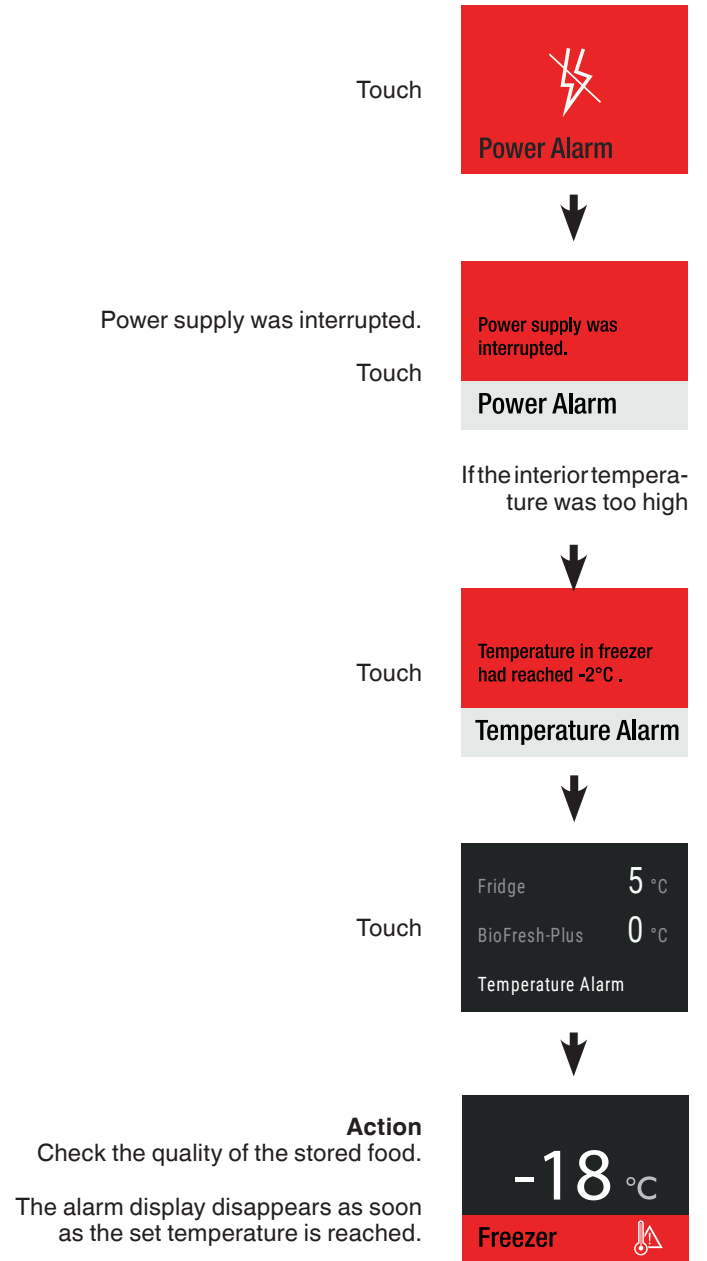 Touch
Power Alarm
Power supply was interrupted.
Touch
Power supply was
interrupted.
Power Alarm
If the interior tempera-
ture was too high
Touch
Temperature in freezer
had reached -2°C .
Temperature Alarm
Touch
Fridge 5 °C
BioFresh-Plus 0 °C
Temperature Alarm
Action
Check the quality of the stored food.
The alarm display disappears as soon
as the set temperature is reached.
-18 °C
Freezer